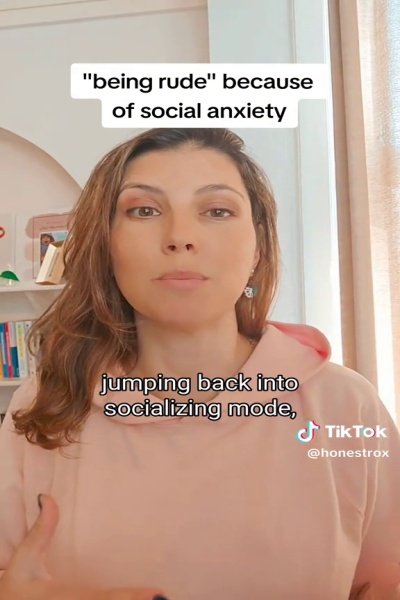 "being rude" because
of social anxiety
jumping back into
socializing mode,
TikTok
@honestrox